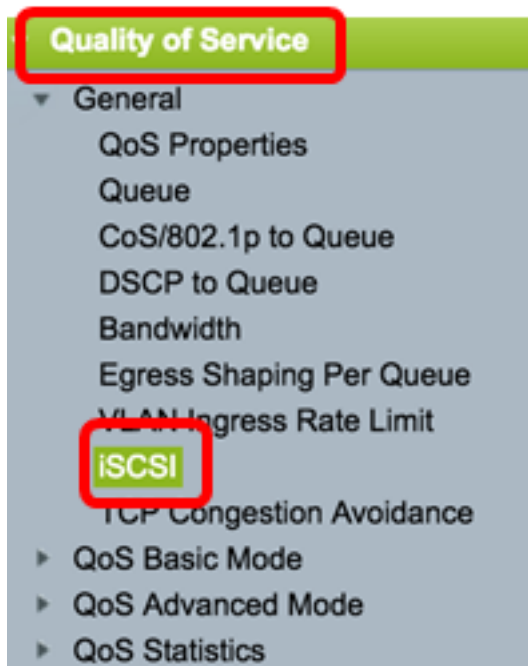 Quality of Service
General
QoS Properties
Queue
CoS/802.1p to Queue
DSCP to Queue
Bandwidth
Egress Shaping Per Queue
VLAN Ingress Rate Limit
iSCSI
TCP Congestion Avoidance
QoS Basic Mode
QoS Advanced Mode
QoS Statistics